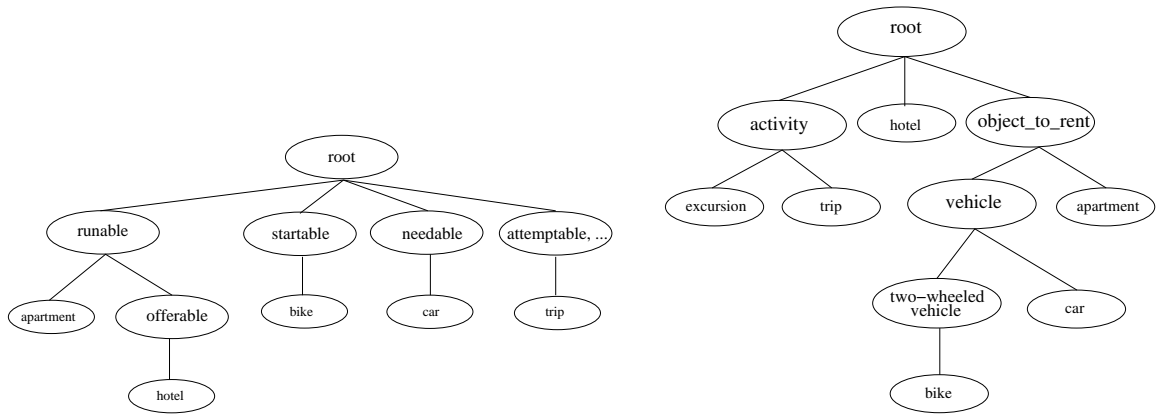 root
runable
startable
needable
attemptable, ...
apartment
offerable
bike
car
trip
hotel
root
activity
hotel
object_to_rent
excursion
trip
vehicle
apartment
two−wheeled
vehicle
car
bike